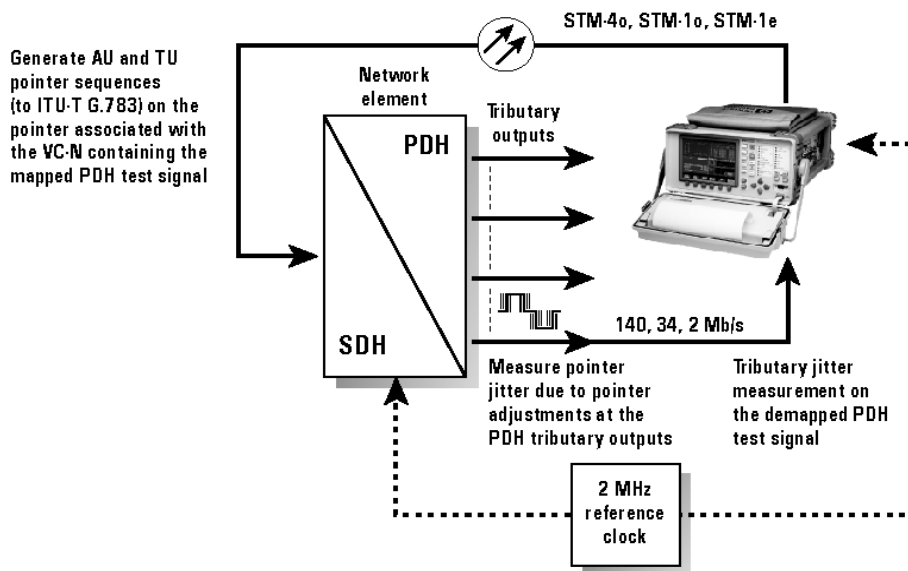 STM-4o, STM-1o, STM-1e
Generate AU and TU
pointer sequences
(to ITU-T G.783) on the
pointer associated with
the VC-N containing the
mapped PDH test signal
Network
element
Tributary
outputs
PDH
SDH
140, 34, 2 Mb/s
Measure pointer
jitter due to pointer
adjustments at the
PDH tributary outputs
Tributary jitter
measurement on
the demapped PDH
test signal
2 MHz
reference
clock